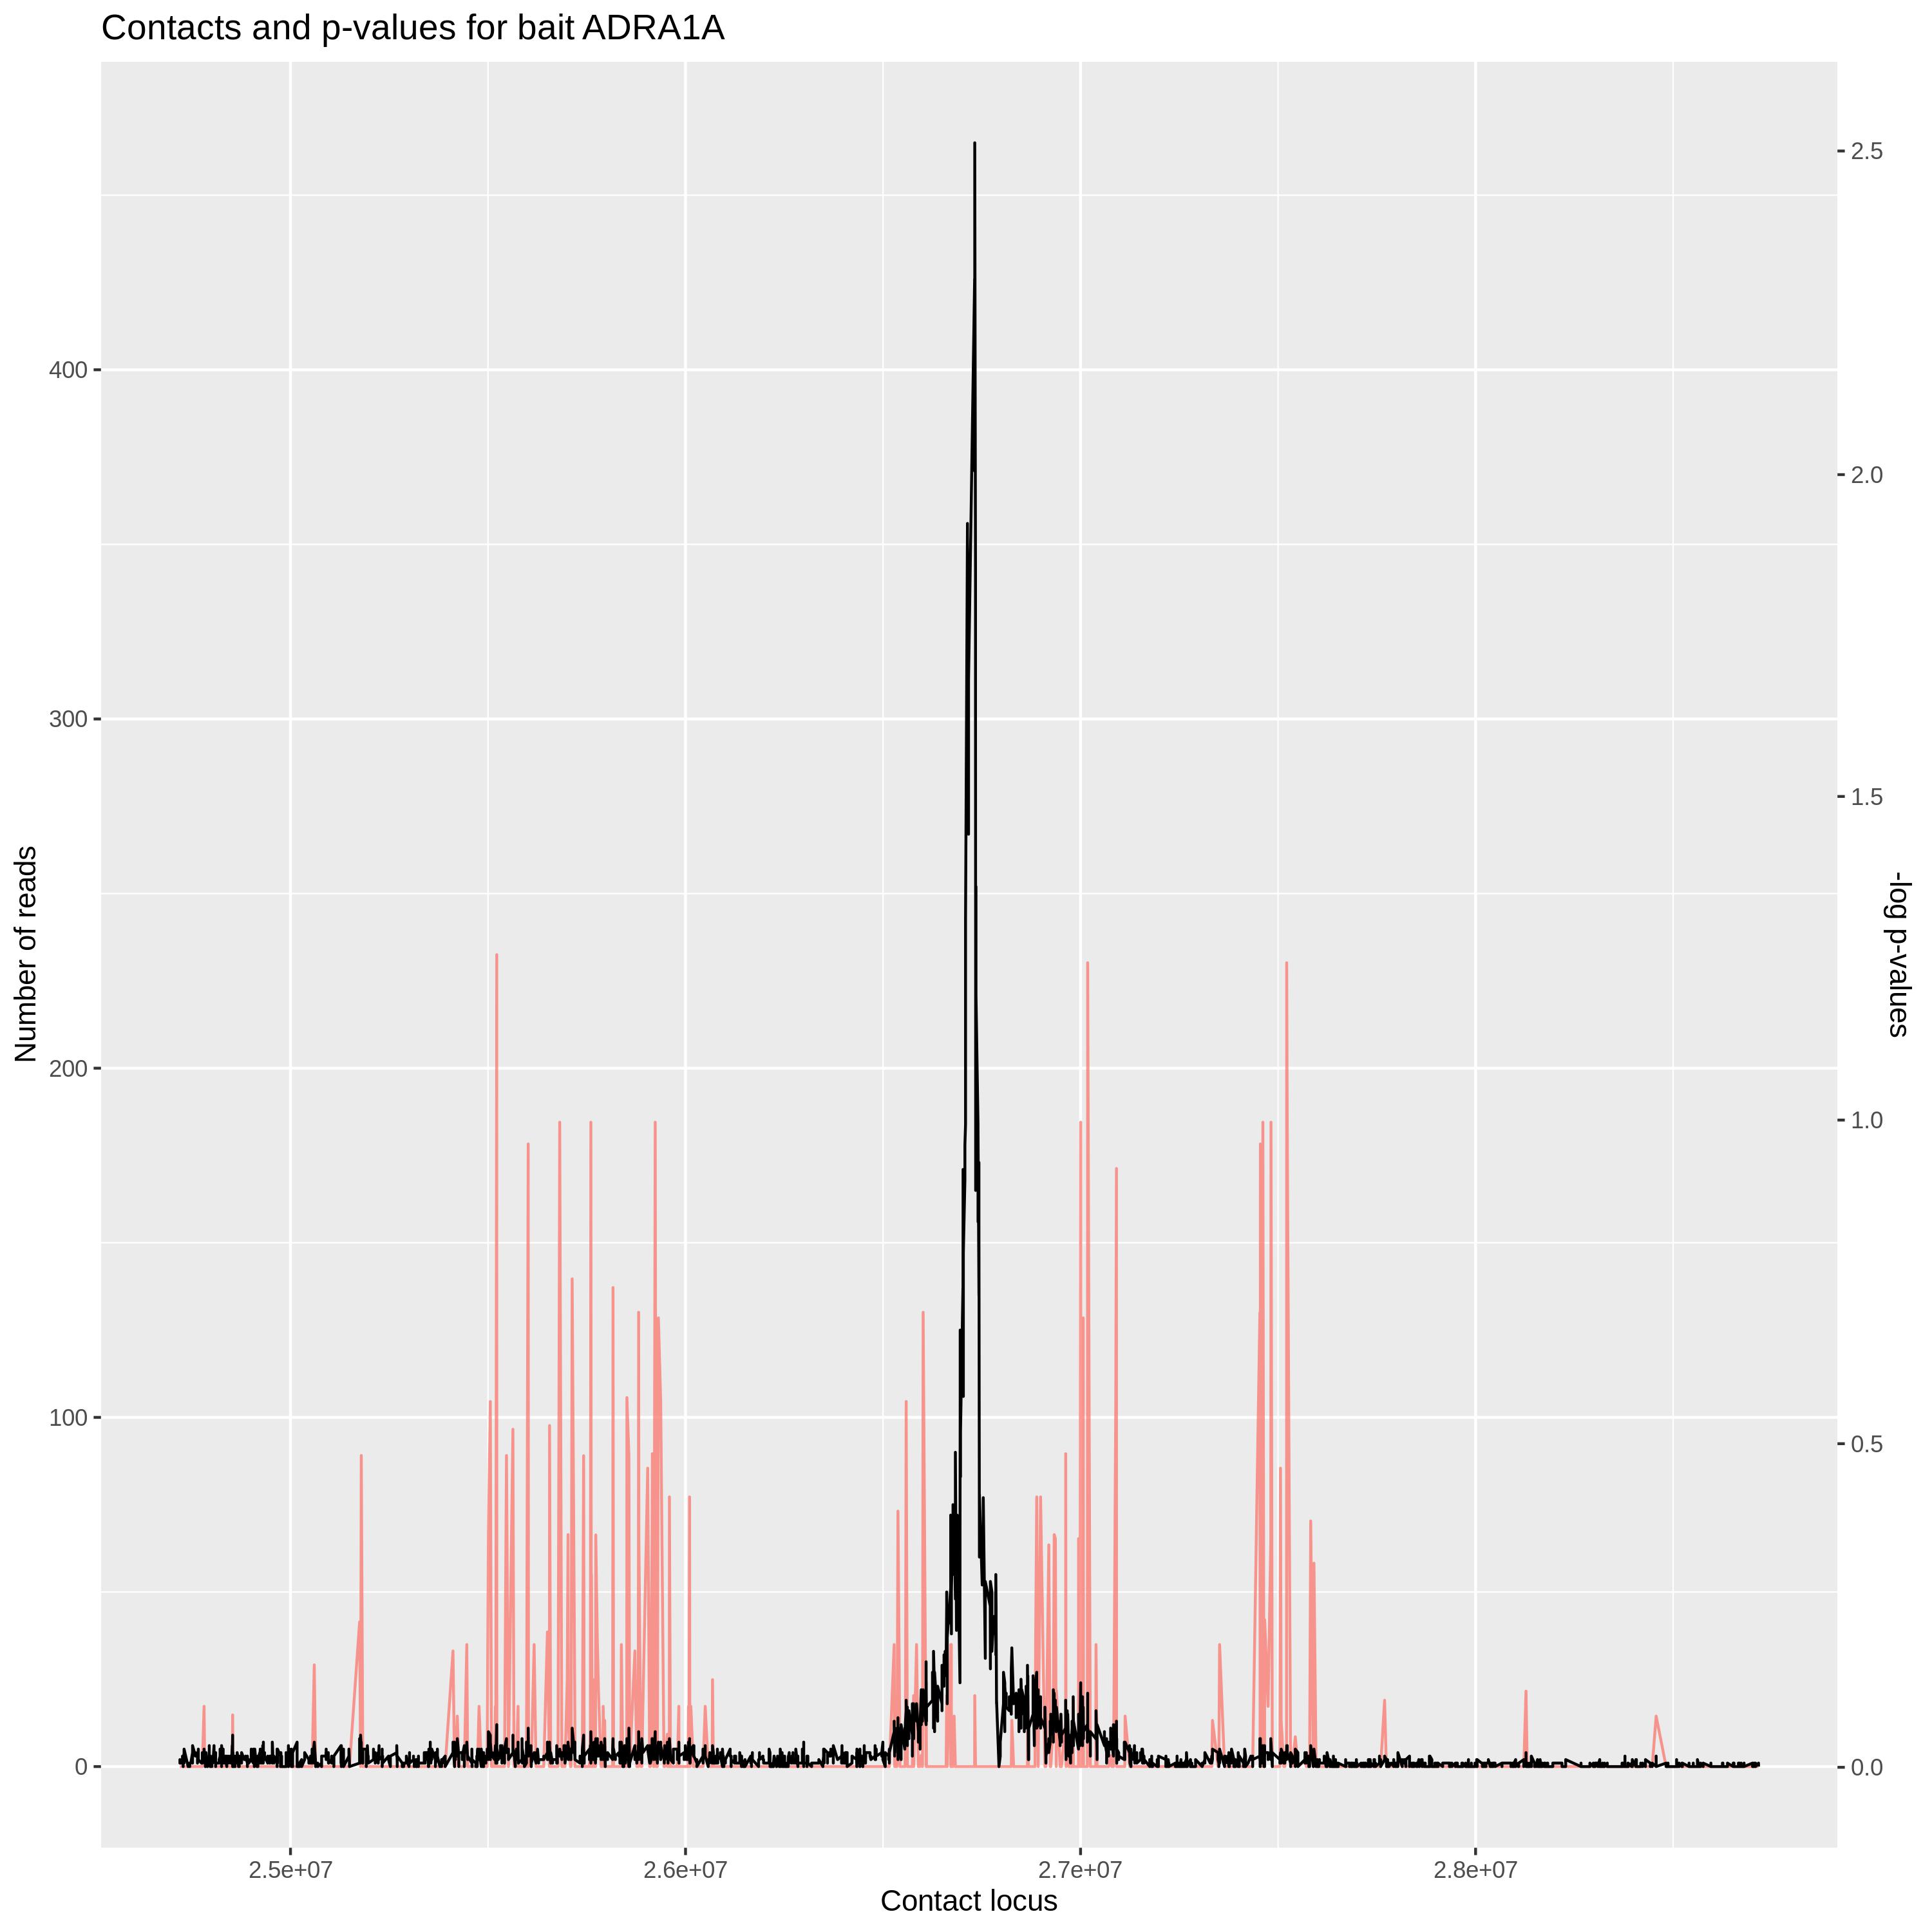 Contacts and p-values for bait ADRA1A
400
300
200
100
0
Number of reads
2.5
2.0
1.5
1.0
0.5
0.0
-log p-values
2.5e+07
2.6e+07
2.7e+07
2.8e+07
Contact locus